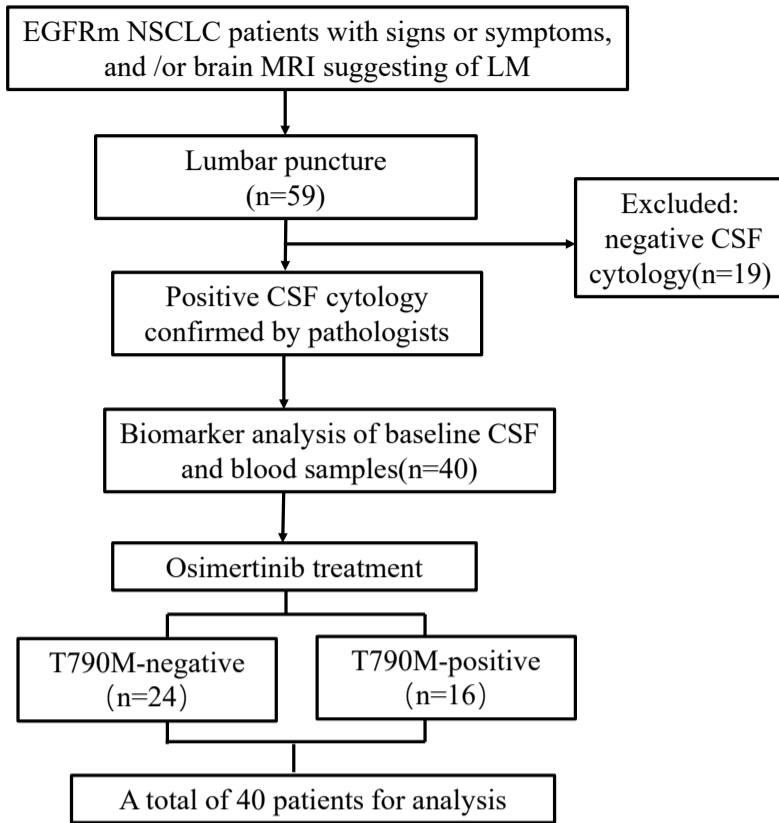 EGFRm NSCLC patients with signs or symptoms,
and /or brain MRI suggesting of LM
Lumbar puncture
(n=59)
Excluded:
negative CSF
cytology(n=19)
Positive CSF cytology
confirmed by pathologists
Biomarker analysis of baseline CSF
and blood samples(n=40)
Osimertinib treatment
T790M-negative
(n=24)
T790M-positive
(n=16)
A total of 40 patients for analysis